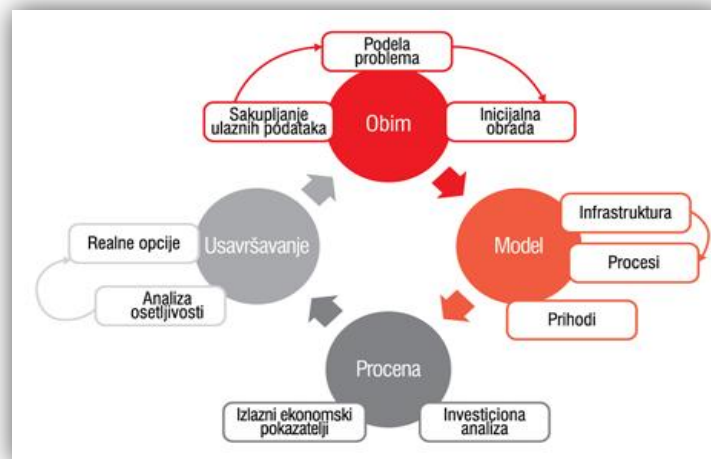 Podela
problema
Sakupljanje
ulaznih podataka
Obim
Inicijalna
obrada
Infrastruktura
Model
Procesi
Prihodi
Realne opcije
Usavršavanje
Analiza
osetljivosti
Procena
Izlazni ekonomski
pokazatelji
Investiciona
analiza